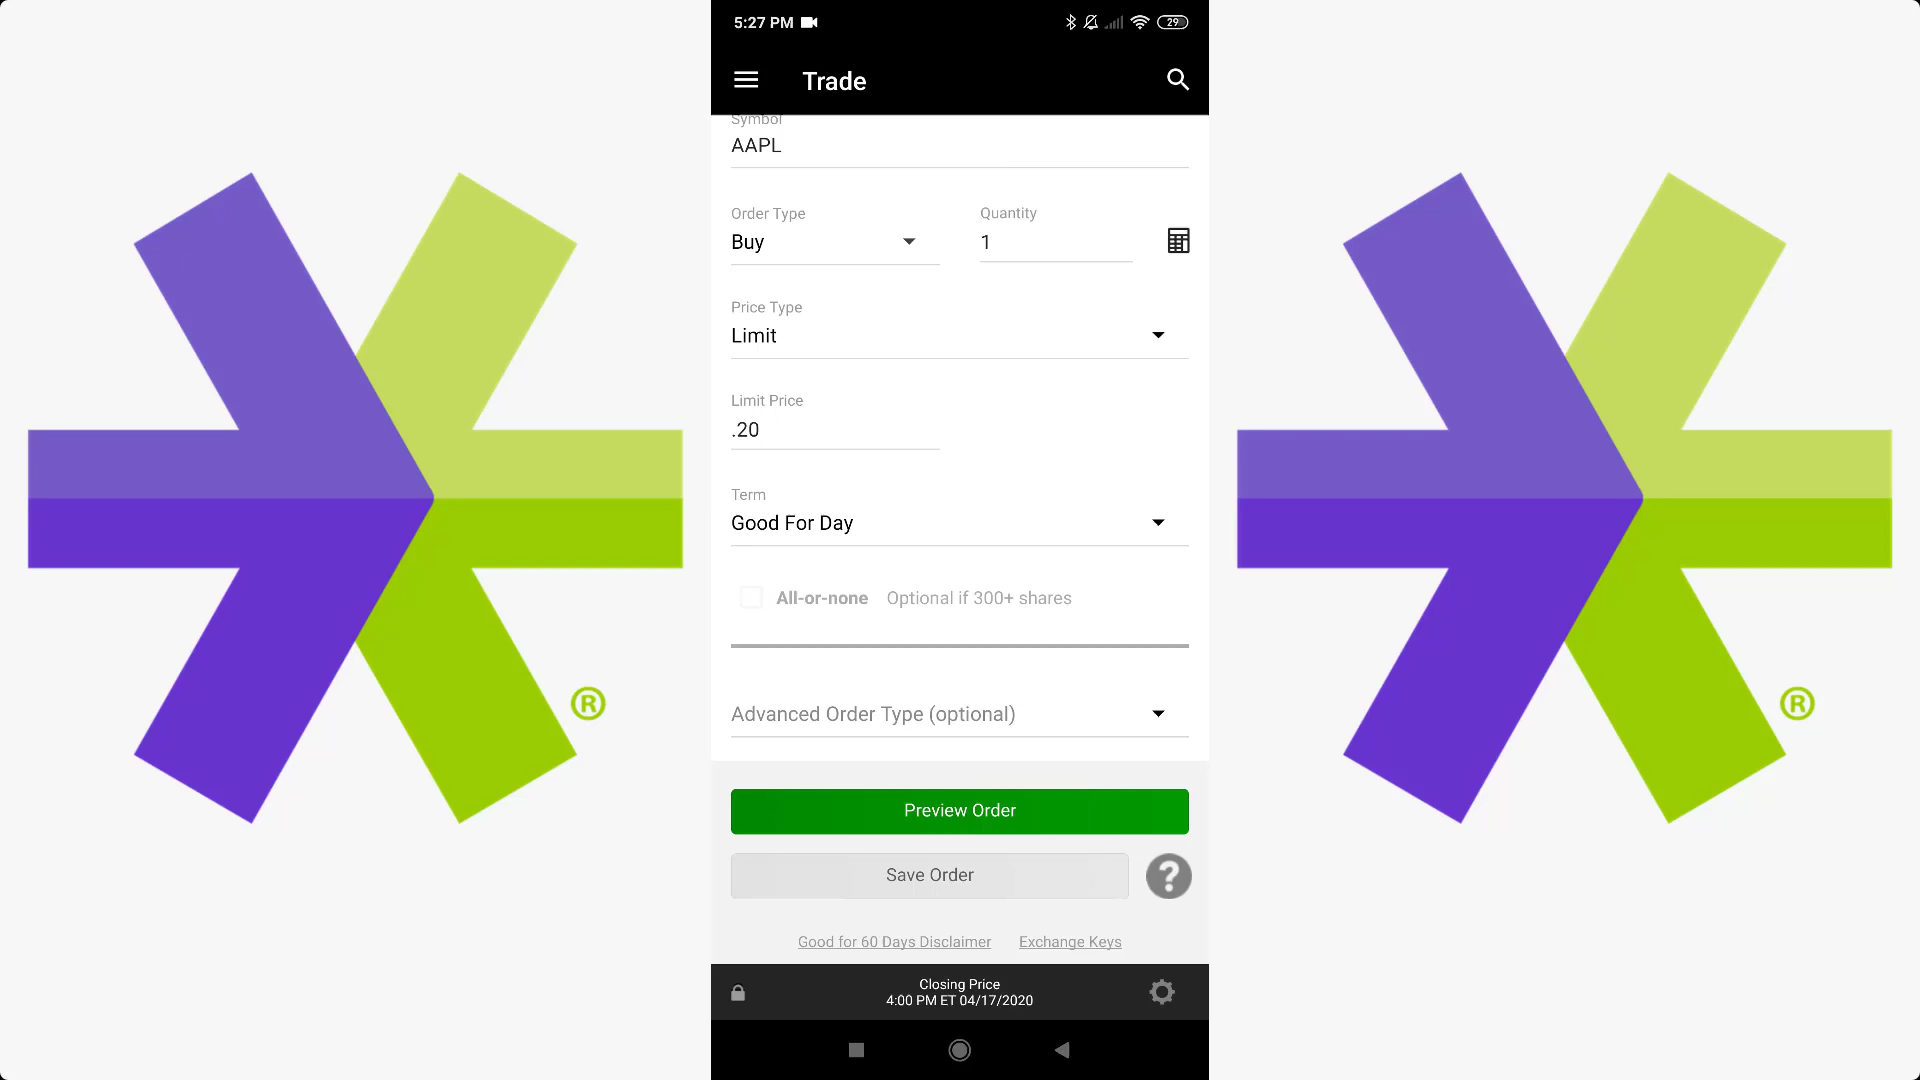 5:27 PM
29
Trade
Symbol
AAPL
Order Type
Quantity
Buy
1
Price Type
Limit
Limit Price
.20
Term
Good For Day
All-or-none Optional if 300+ shares
Advanced Order Type (optional)
® ®
Preview Order
Save Order
?
Good for 60 Days Disclaimer Exchange Keys
Closing Price
4:00 PM ET 04/17/2020